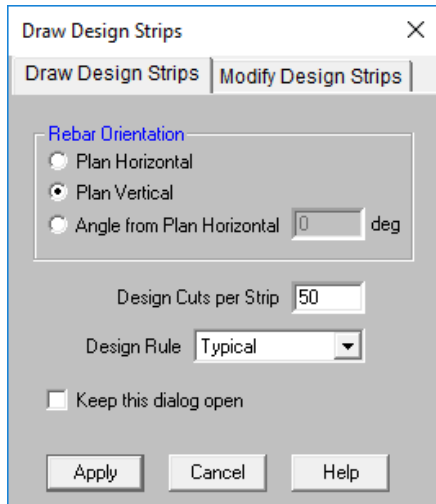 Draw Design Strips
Draw Design Strips Modify Design Strips
Rebar Orientation
Plan Horizontal
Plan Vertical
Angle from Plan Horizontal 0 deg
Design Cuts per Strip 50
Design Rule Typical
Keep this dialog open
Apply Cancel Help